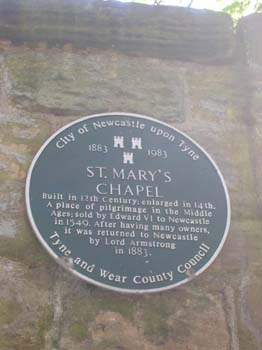 City of Newcastle upon Tyne
1883 1983
ST. MARY'S
CHAPEL
Built in 12th Century; enlarged in 14th.
A place of pilgrimage in the Middle
Ages; sold by Edward VI to Newcastle
in 1549. After having many owners,
it was returned to Newcastle
by Lord Armstrong
in 1883.
Tyne and Wear County Council